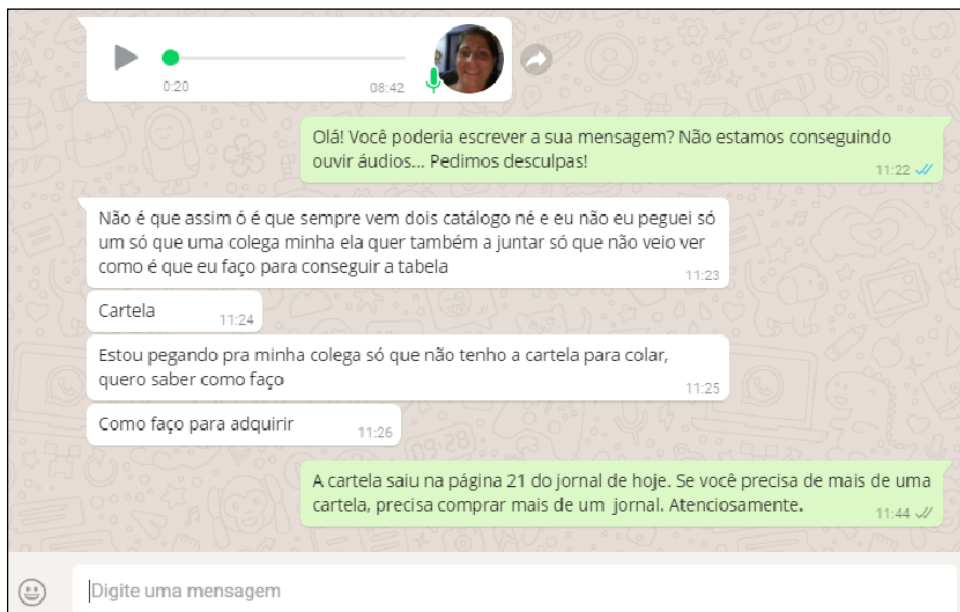 0:20 08:42
Olá! Você poderia escrever a sua mensagem? Não estamos conseguindo
ouvir áudios... Pedimos desculpas!
11:22
Não é que assim ó é que sempre vem dois catálogo né e eu não eu peguei só
um só que uma colega minha ela quer também a juntar só que não veio ver
como é que eu faço para conseguir a tabela
11:23
Cartela
11:24
Estou pegando pra minha colega só que não tenho a cartela para colar,
quero saber como faço
11:25
Como faço para adquirir
11:26
A cartela saiu na página 21 do jornal de hoje. Se você precisa de mais de uma
cartela, precisa comprar mais de um jornal. Atenciosamente.
11:44
Digite uma mensagem